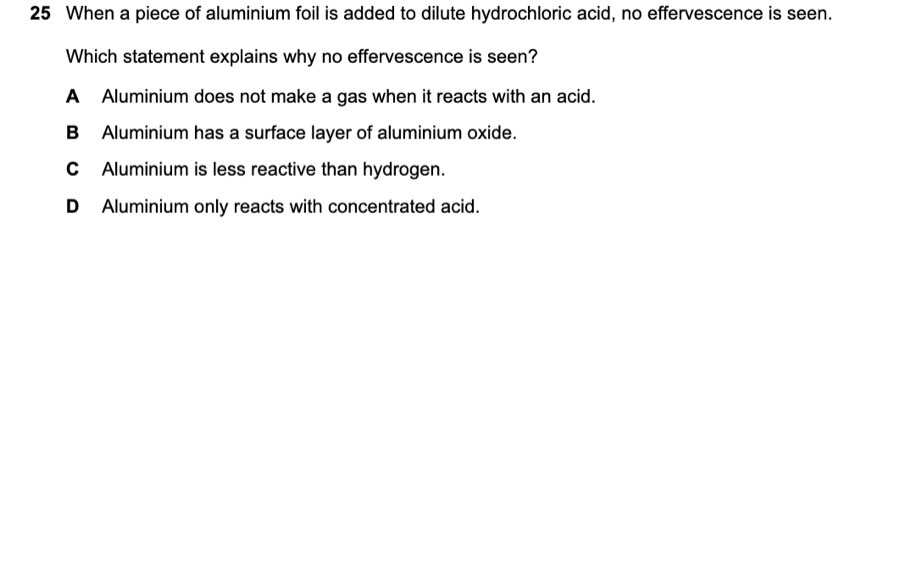 25 When a piece of aluminium foil is added to dilute hydrochloric acid, no effervescence is seen.
Which statement explains why no effervescence is seen?
A Aluminium does not make a gas when it reacts with an acid.
B Aluminium has a surface layer of aluminium oxide.
C Aluminium is less reactive than hydrogen.
D Aluminium only reacts with concentrated acid.